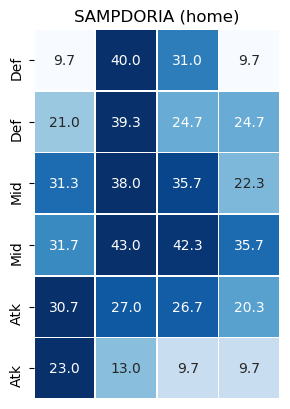 SAMPDORIA (home)
Def 9.7 40.0 31.0 9.7
Def 21.0 39.3 24.7 24.7
Mid 31.3 38.0 35.7 22.3
Mid 31.7 43.0 42.3 35.7
Atk 30.7 27.0 26.7 20.3
Atk 23.0 13.0 9.7 9.7